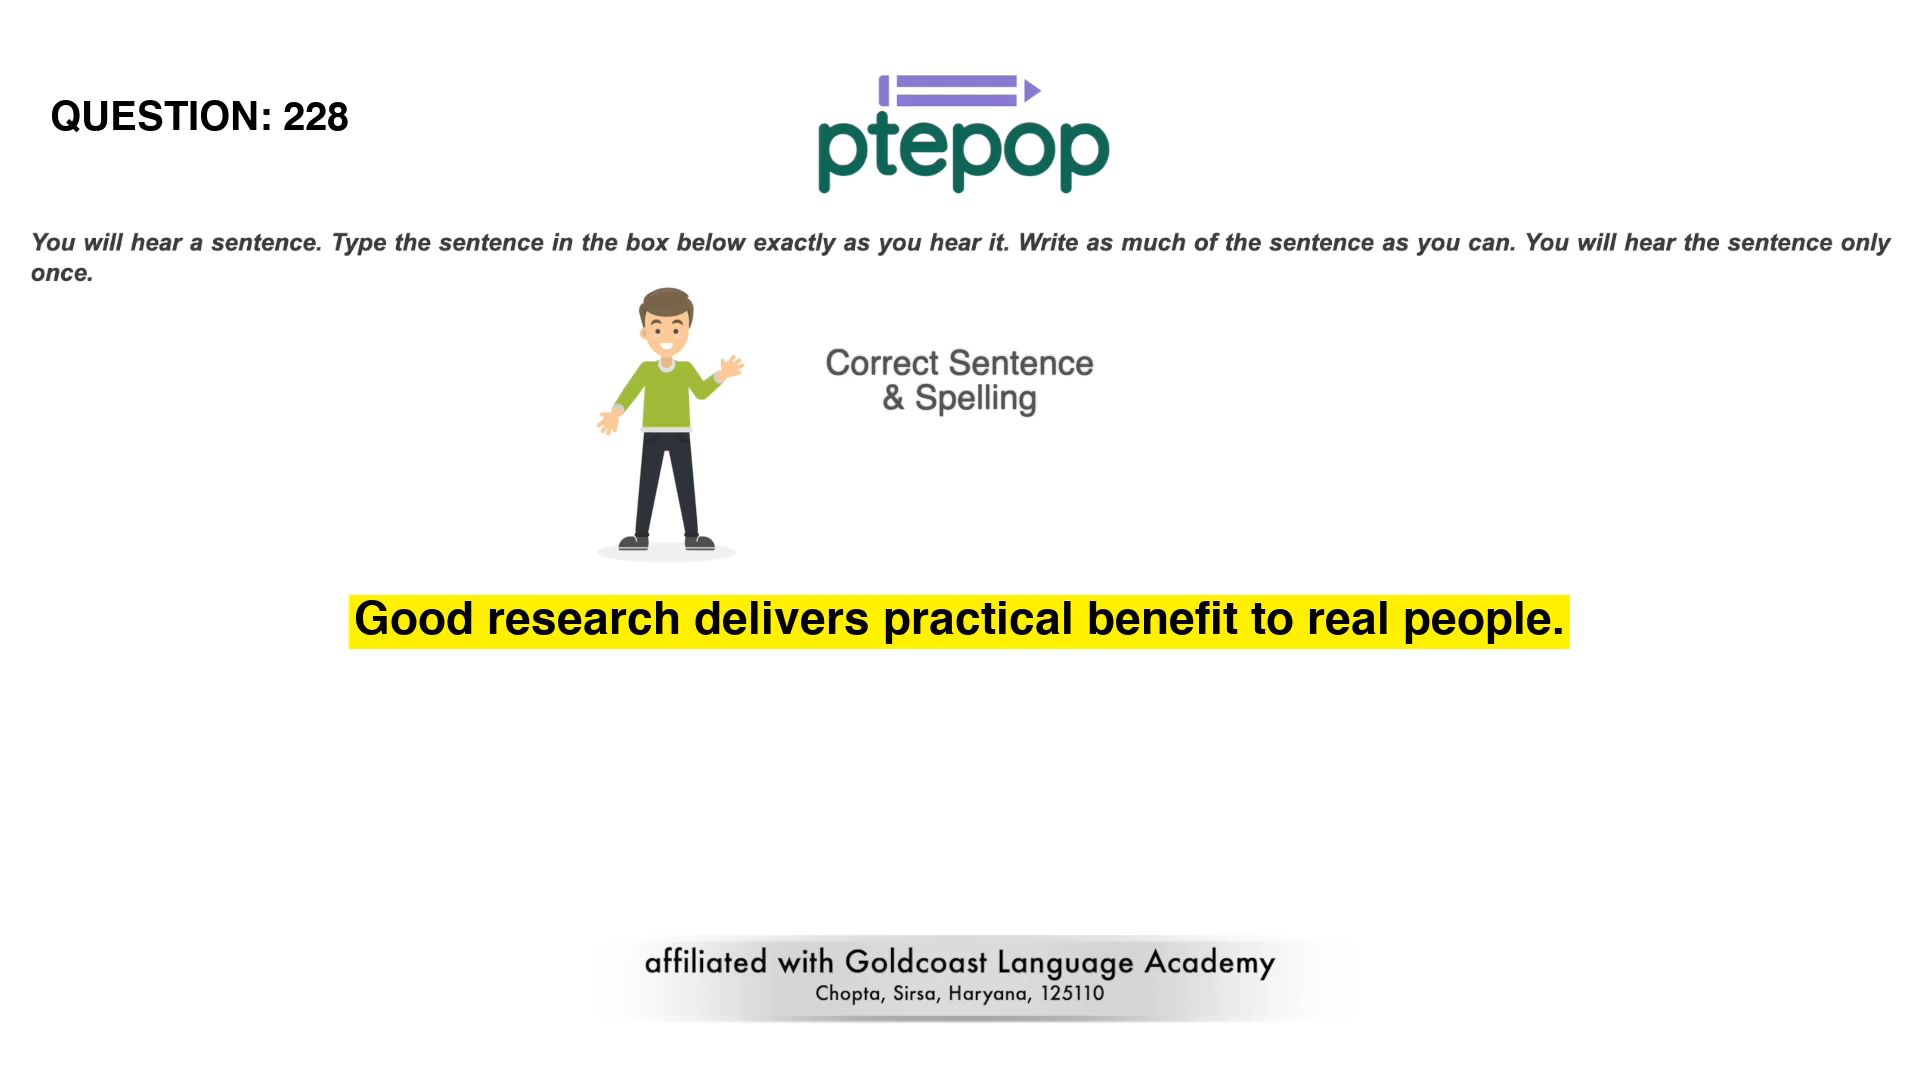 QUESTION: 228
ptepop
You will hear a sentence. Type the sentence in the box below exactly as you hear it. Write as much of the sentence as you can. You will hear the sentence only
once.
Correct Sentence
& Spelling
Good research delivers practical benefit to real people.
affiliated with Goldcoast Language Academy
Chopta, Sirsa, Haryana, 125110